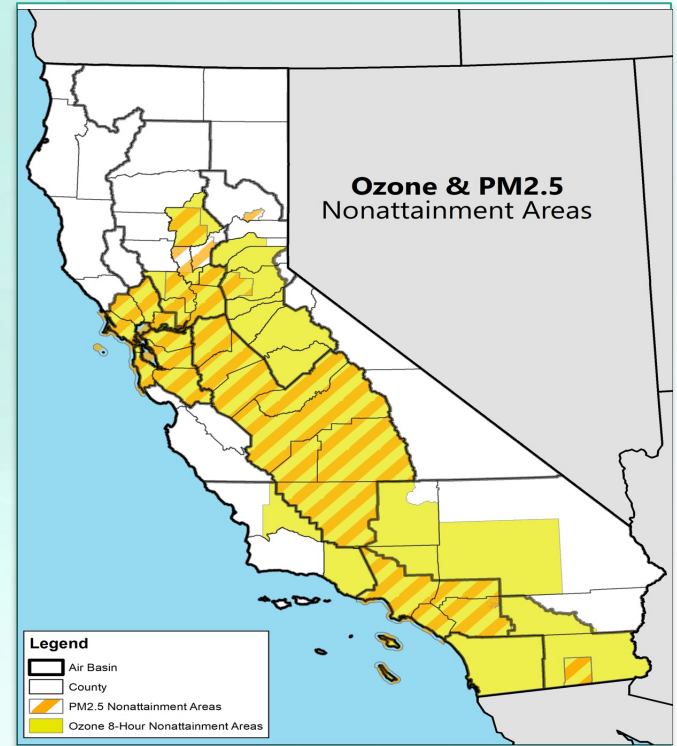 Ozone & PM2.5
Nonattainment Areas
Legend
Air Basin
County
PM2.5 Nonattainment Areas
Ozone 8-Hour Nonattainment Areas